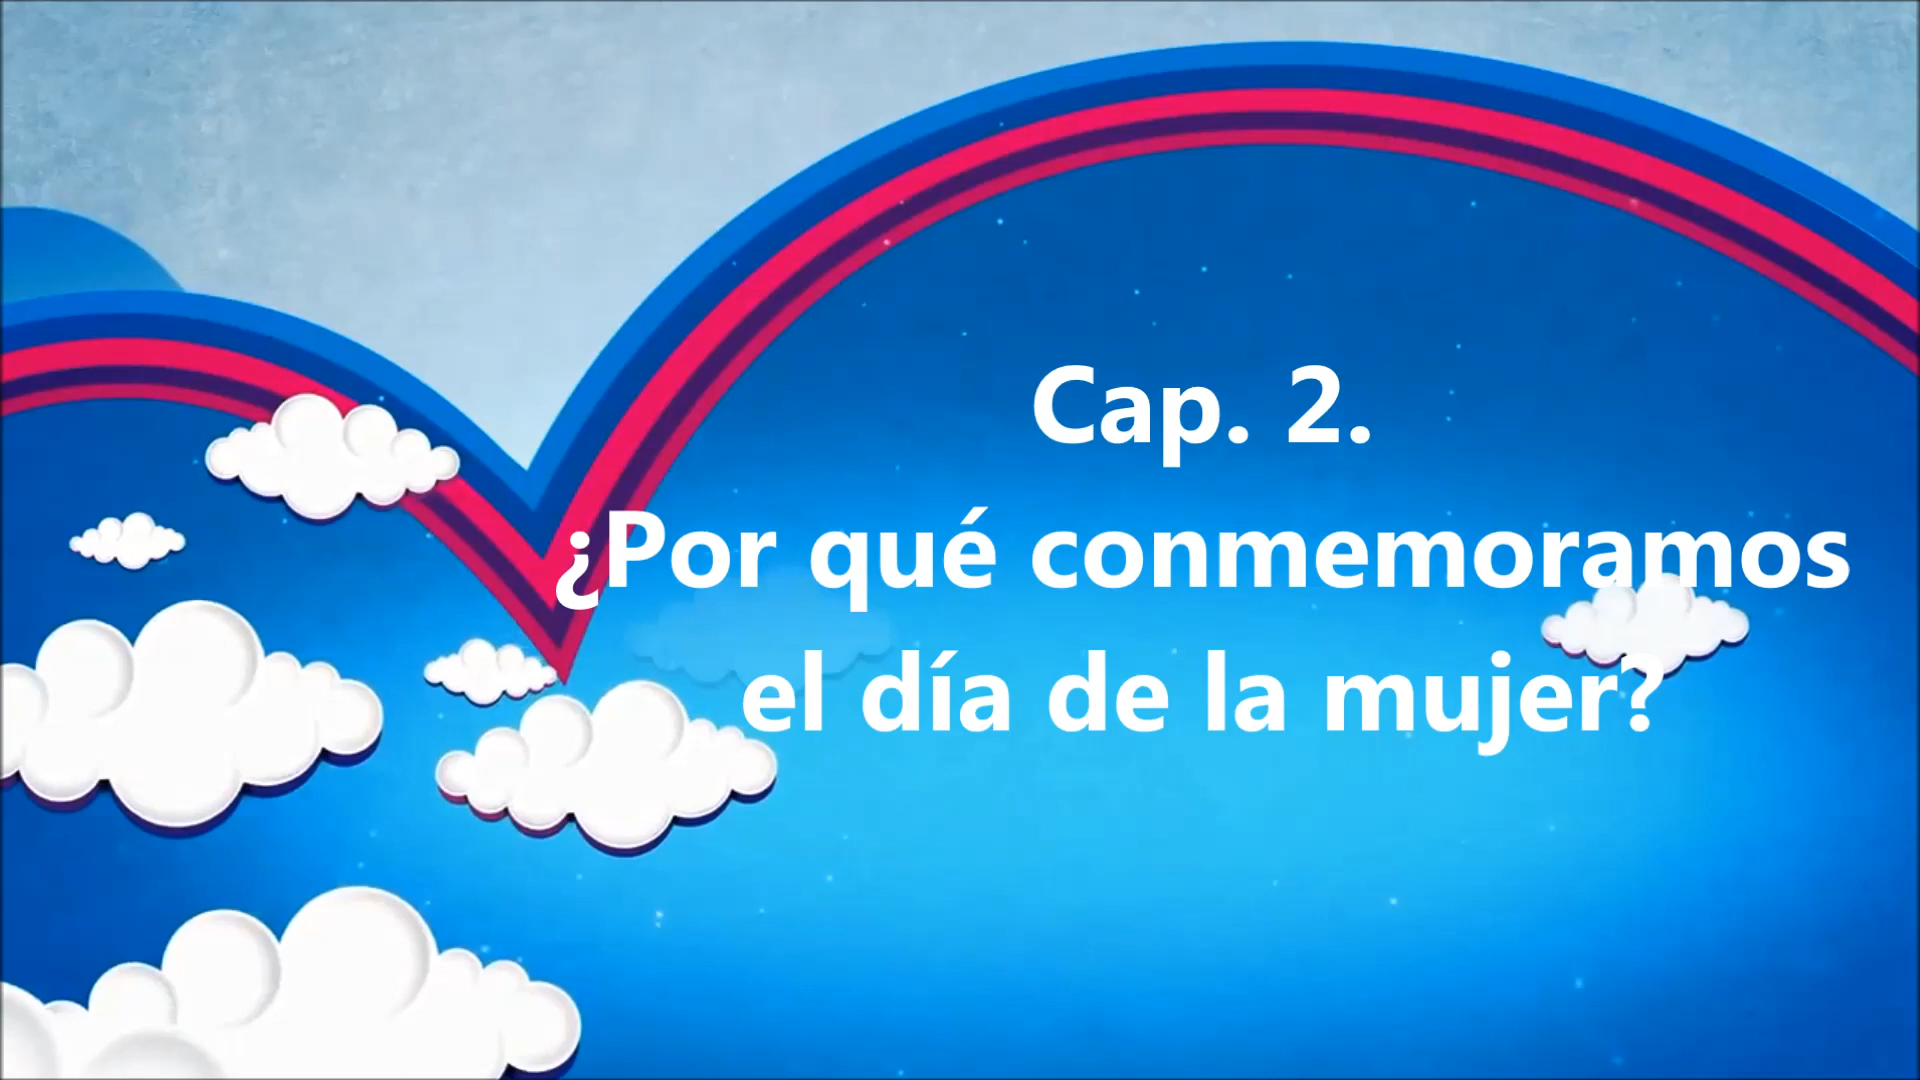 Cap. 2.
¿Por qué conmemoramos
el día de la mujer?